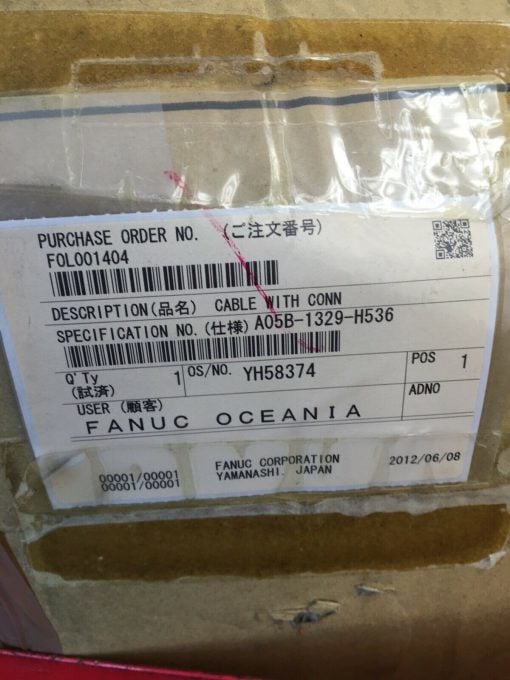 PURCHASE ORDER NO. (ご注文番号)
FOL001404
DESCRIPTION(品名) CABLE WITH CONN
SPECIFICATION NO.(仕様) A05B-1329-H536
Q'Ty 1 OS/NO. YH58374 POS 1
(試済)
USER (顧客) ADNO
FANUC OCEANIA
00001/00001 FANUC CORPORATION 2012/06/08
00001/00001 YAMANASHI, JAPAN